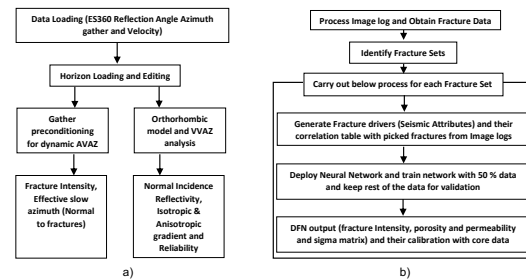 Data Loading (ES360 Reflection Angle Azimuth
gather and Velocity)
Horizon Loading and Editing
Gather
preconditioning
for dynamic AVAZ
Orthorhombic
model and VVAZ
analysis
Fracture Intensity,
Effective slow
azimuth (Normal
to fractures)
Normal Incidence
Reflectivity,
Isotropic &
Anisotropic
gradient and
Reliability
a)
Process Image log and Obtain Fracture Data
Identify Fracture Sets
Carry out below process for each Fracture Set
Generate Fracture drivers (Seismic Attributes) and their
correlation table with picked fractures from Image logs
Deploy Neural Network and train network with 50 % data
and keep rest of the data for validation
DFN output (fracture Intensity, porosity and permeability
and sigma matrix) and their calibration with core data
b)